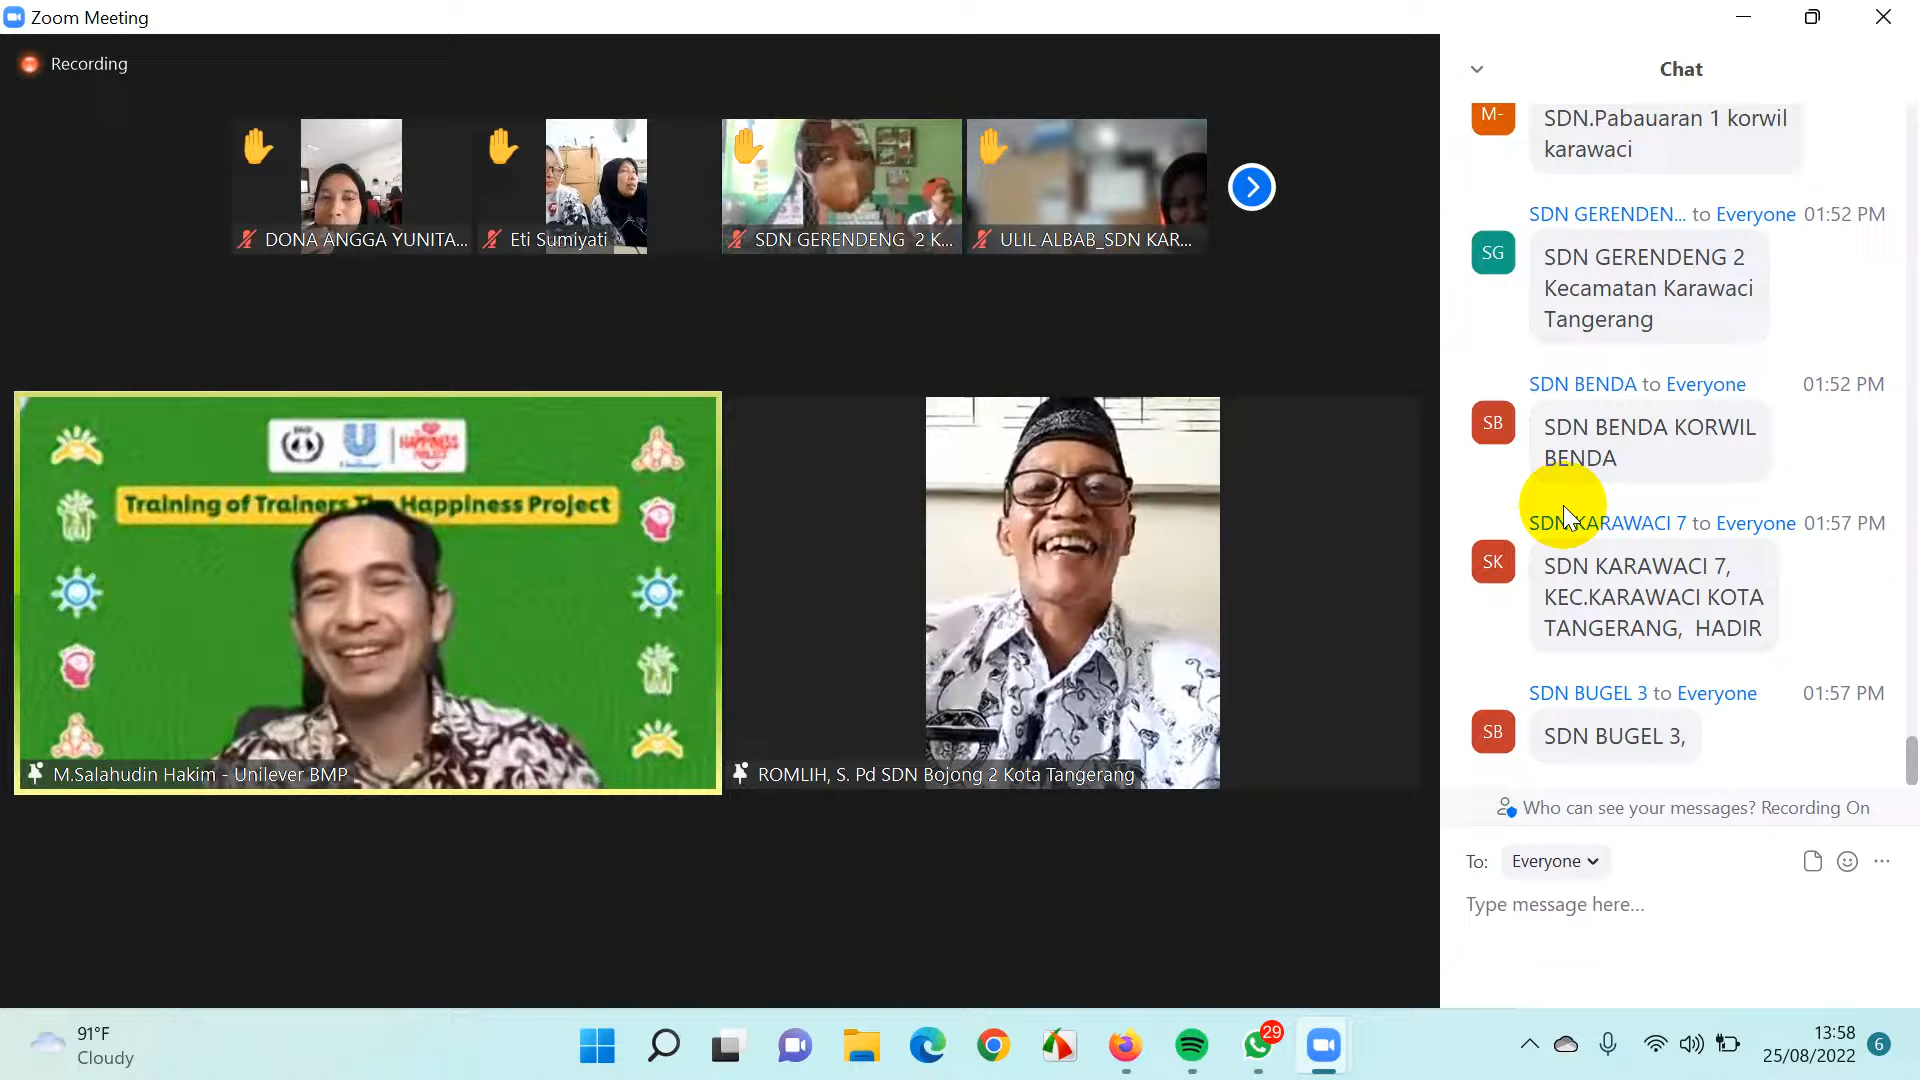 Zoom Meeting
Recording
DONA ANGGA YUNITA...
Eti Sumiyati
SDN GERENDENG 2 K...
ULIL ALBAB_SDN KAR...
HAPPINESS
PROJECT
Training of Trainers The Happiness Project
M.Salahudin Hakim - Unilever BMP
ROMLIH, S. Pd SDN Bojong 2 Kota Tangerang
Chat
M-
SDN.Pabauaran 1 korwil
karawaci
SDN GERENDEN... to Everyone 01:52 PM
SG
SDN GERENDENG 2
Kecamatan Karawaci
Tangerang
SDN BENDA to Everyone 01:52 PM
SB
SDN BENDA KORWIL
BENDA
SDN KARAWACI 7 to Everyone 01:57 PM
SK
SDN KARAWACI 7,
KEC.KARAWACI KOTA
TANGERANG, HADIR
SDN BUGEL 3 to Everyone 01:57 PM
SB
SDN BUGEL 3,
Who can see your messages? Recording On
To: Everyone
Type message here...
91°F
Cloudy
29
13:58
25/08/2022
6